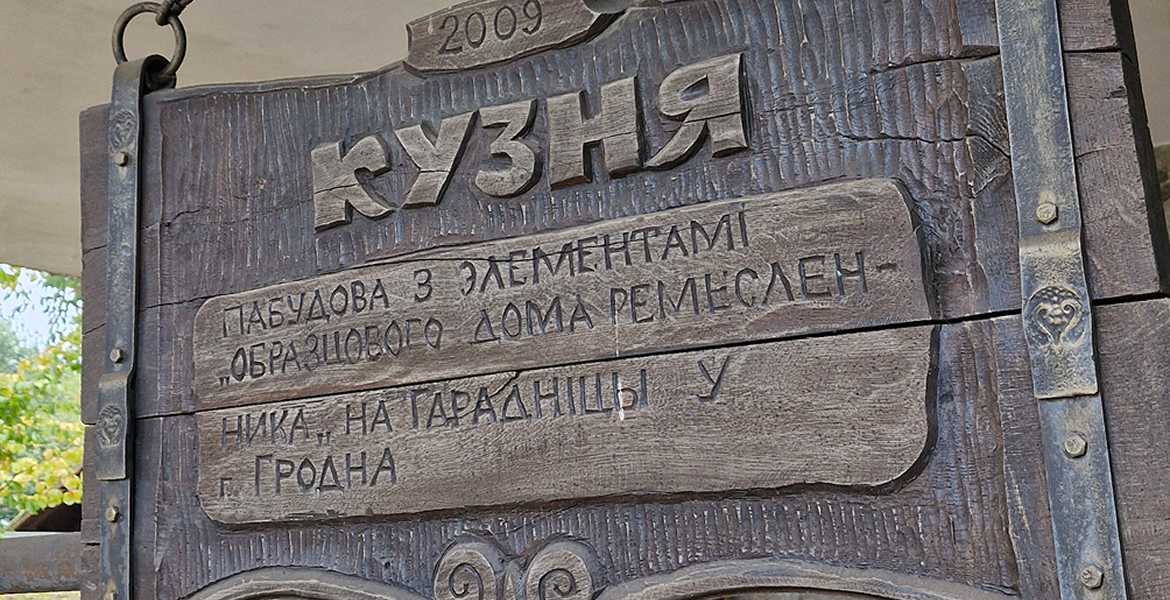 2009
КУЗНЯ
ПАБУДОВА З ЭЛЕМЕНТАМІ
„ОБРАЗЦОВОГО ДОМА РЕМЕСЛЕН-
НИКА„ НА ГАРАДНІЦЫ У
г. ГРОДНА